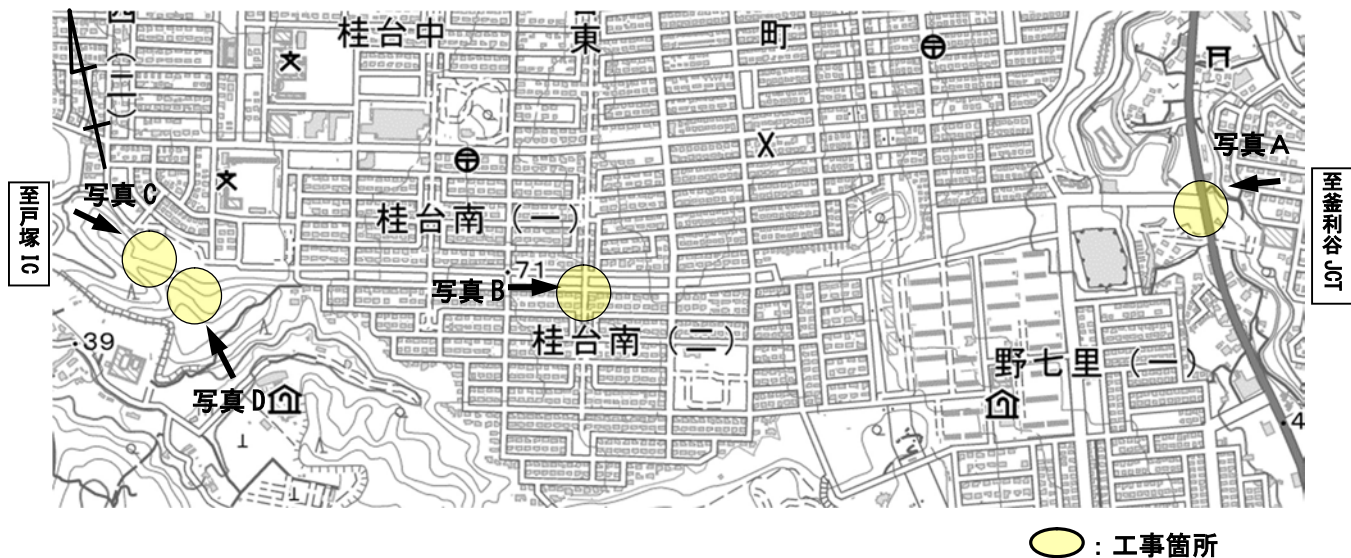 西(二)
桂台中
東
町
写真A
写真C
至戸塚IC
至釜利谷JCT
桂台南(一)
.71
写真B
桂台南(二)
.39
野七里(一)
写真D
.4
:工事箇所